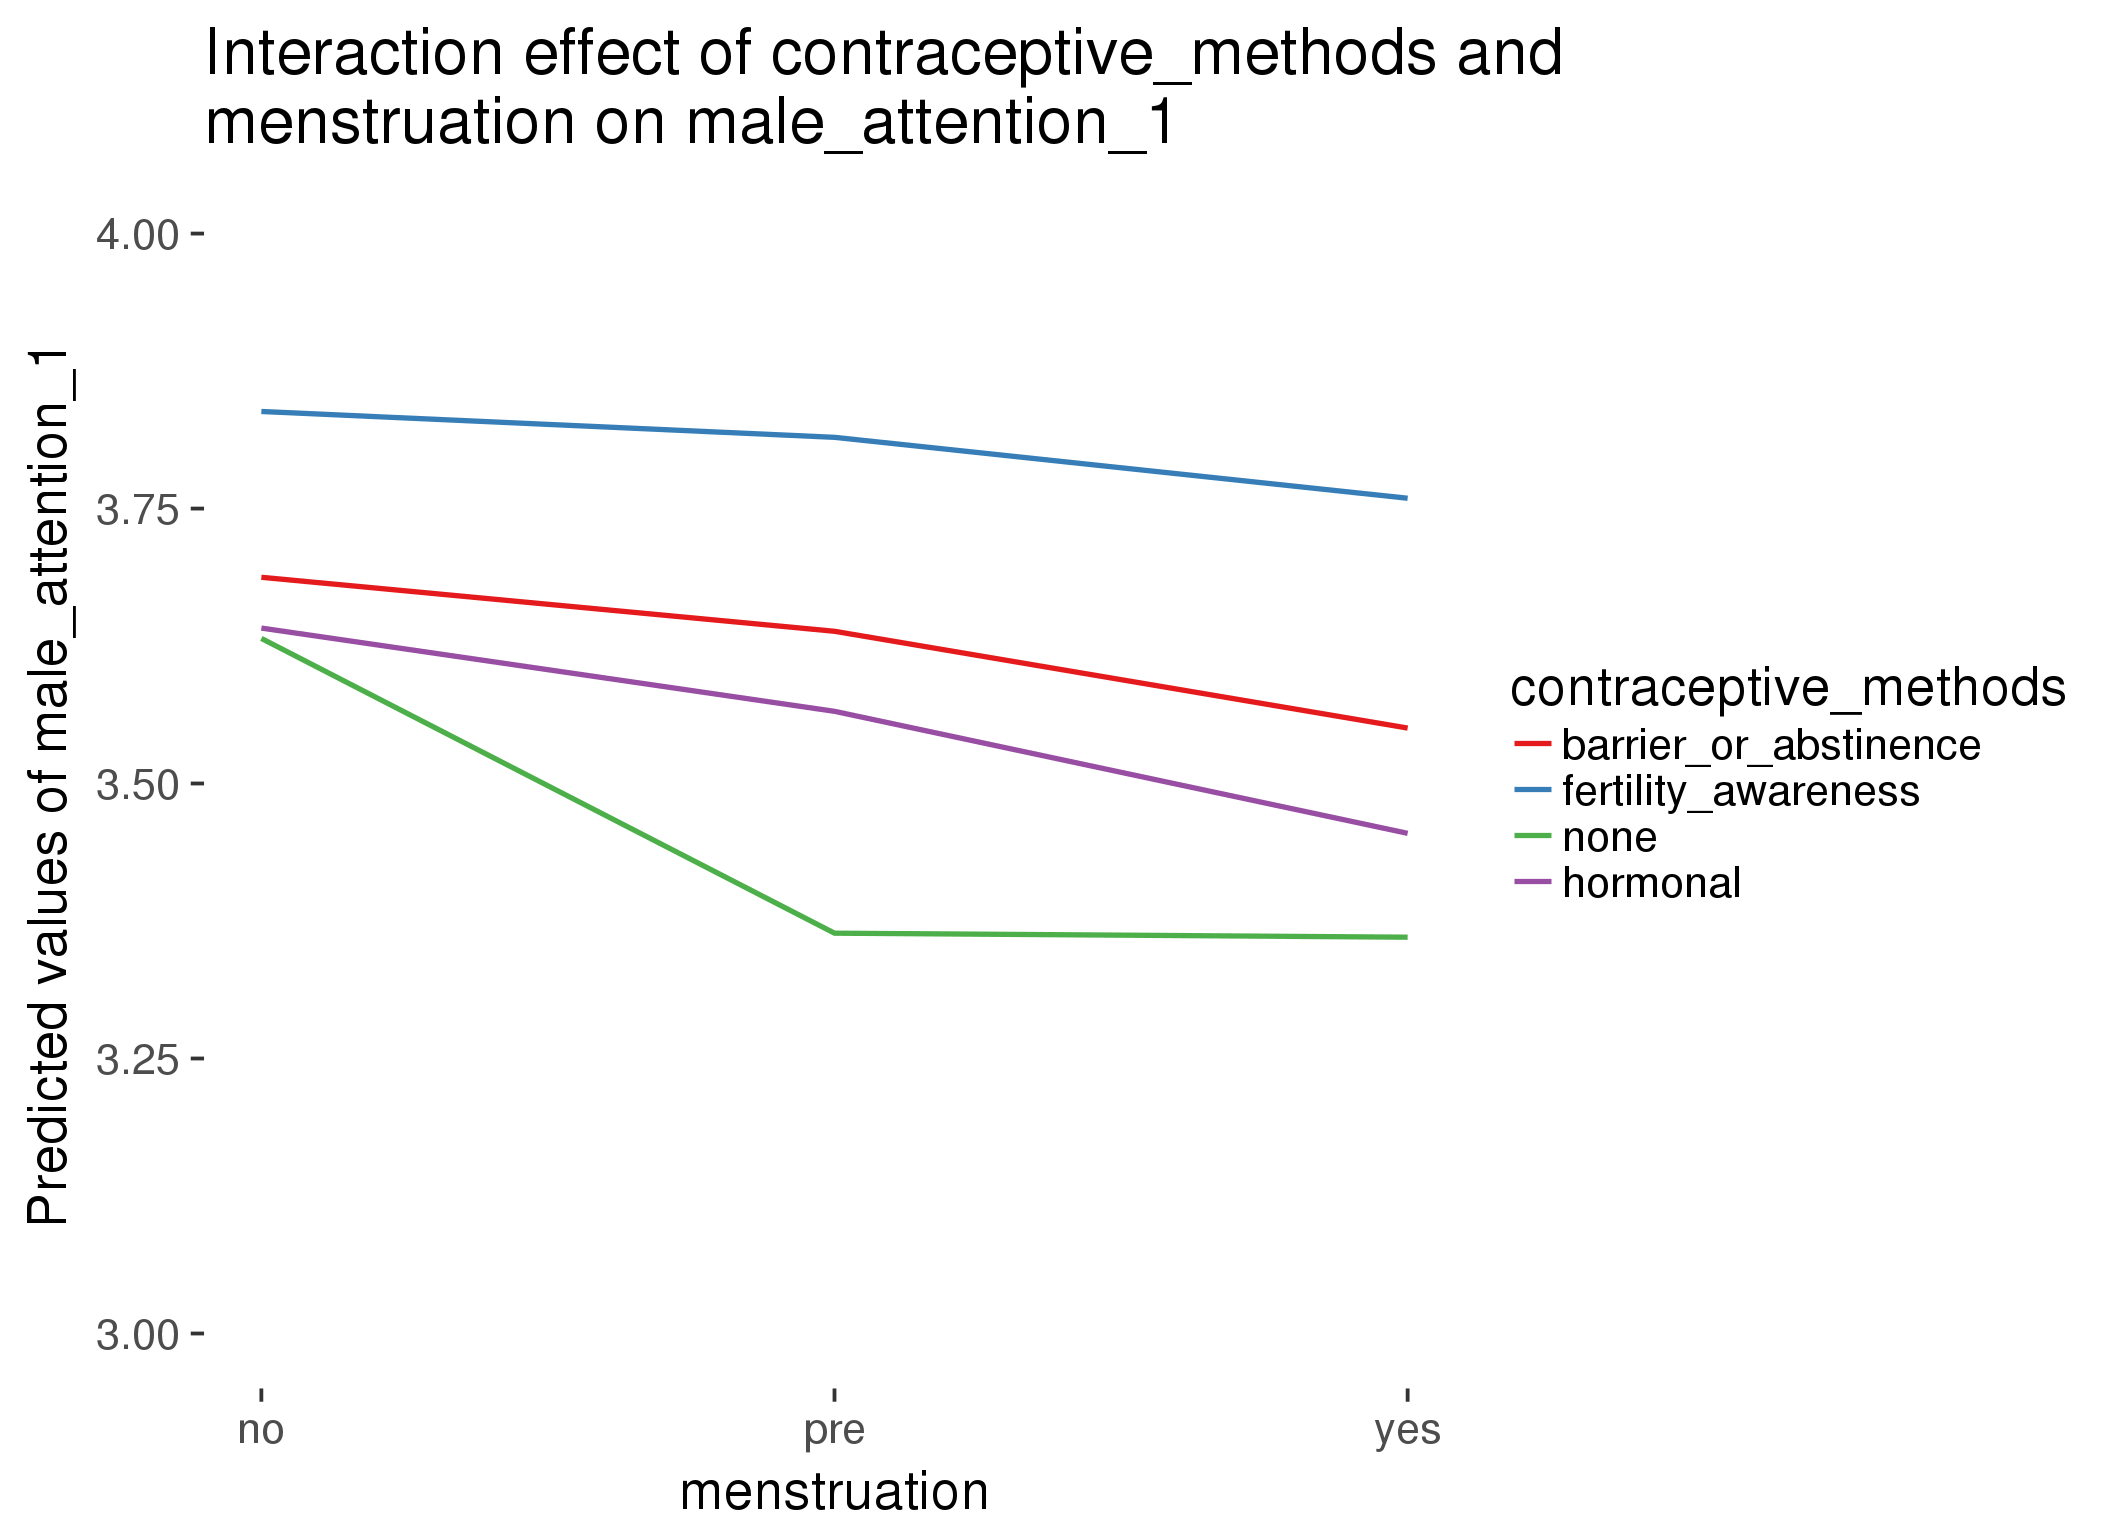 Interaction effect of contraceptive_methods and
menstruation on male_attention_1
Predicted values of male_attention_1
4.00
3.75
3.50
3.25
3.00
no
pre
yes
menstruation
contraceptive_methods
barrier_or_abstinence
fertility_awareness
none
hormonal